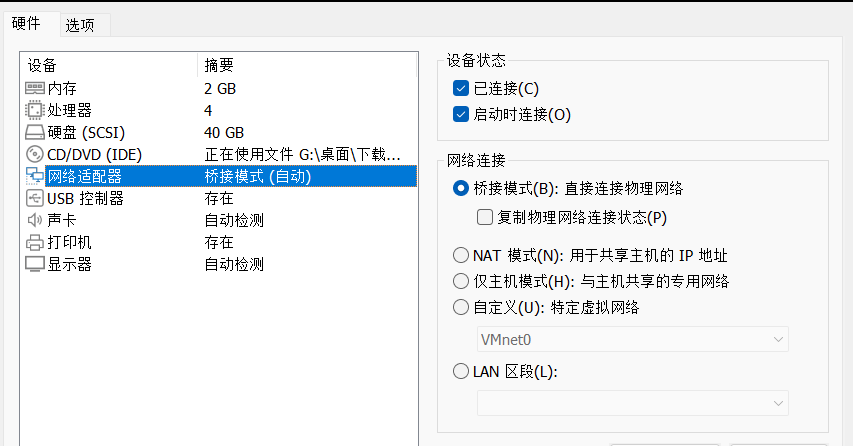 硬件 选项
设备 摘要
内存 2 GB
处理器 4
硬盘 (SCSI) 40 GB
CD/DVD (IDE) 正在使用文件 G:\桌面\下载...
网络适配器 桥接模式 (自动)
USB 控制器 存在
声卡 自动检测
打印机 存在
显示器 自动检测
设备状态
已连接(C)
启动时连接(O)
网络连接
桥接模式(B): 直接连接物理网络
复制物理网络连接状态(P)
NAT 模式(N): 用于共享主机的 IP 地址
仅主机模式(H): 与主机共享的专用网络
自定义(U): 特定虚拟网络
VMnet0
LAN 区段(L):